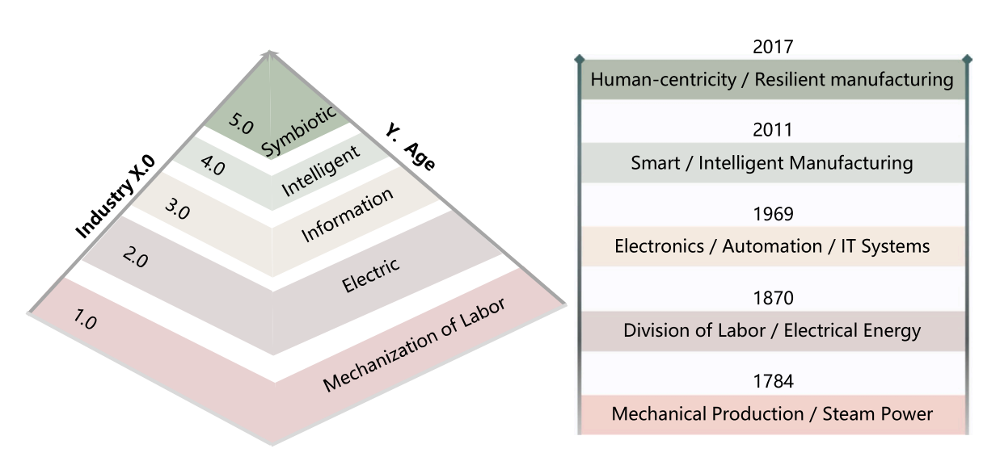 Industry X.0
Y. Age
5.0
Symbiotic
4.0
Intelligent
3.0
Information
2.0
Electric
1.0
Mechanization of Labor
2017
Human-centricity / Resilient manufacturing
2011
Smart / Intelligent Manufacturing
1969
Electronics / Automation / IT Systems
1870
Division of Labor / Electrical Energy
1784
Mechanical Production / Steam Power